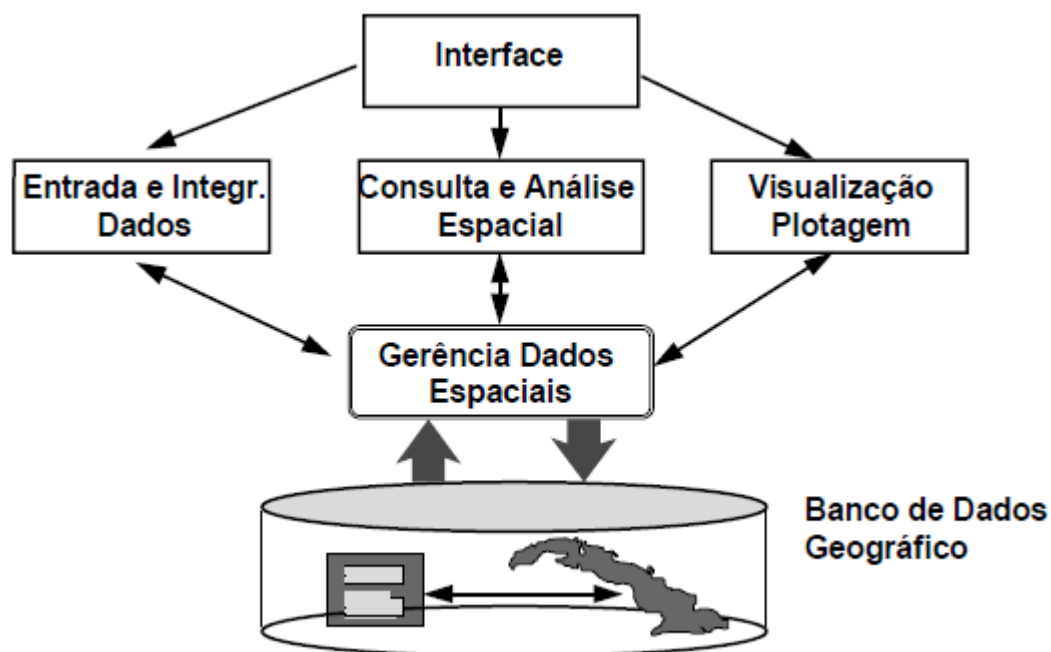 Interface
Entrada e Integr.
Dados
Consulta e Análise
Espacial
Visualização
Plotagem
Gerência Dados
Espaciais
Banco de Dados
Geográfico